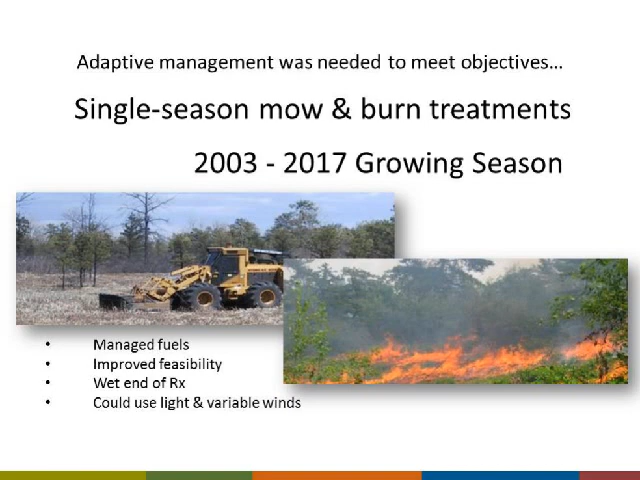 Adaptive management was needed to meet objectives…
Single-season mow & burn treatments
2003 - 2017 Growing Season
• Managed fuels
• Improved feasibility
• Wet end of Rx
• Could use light & variable winds